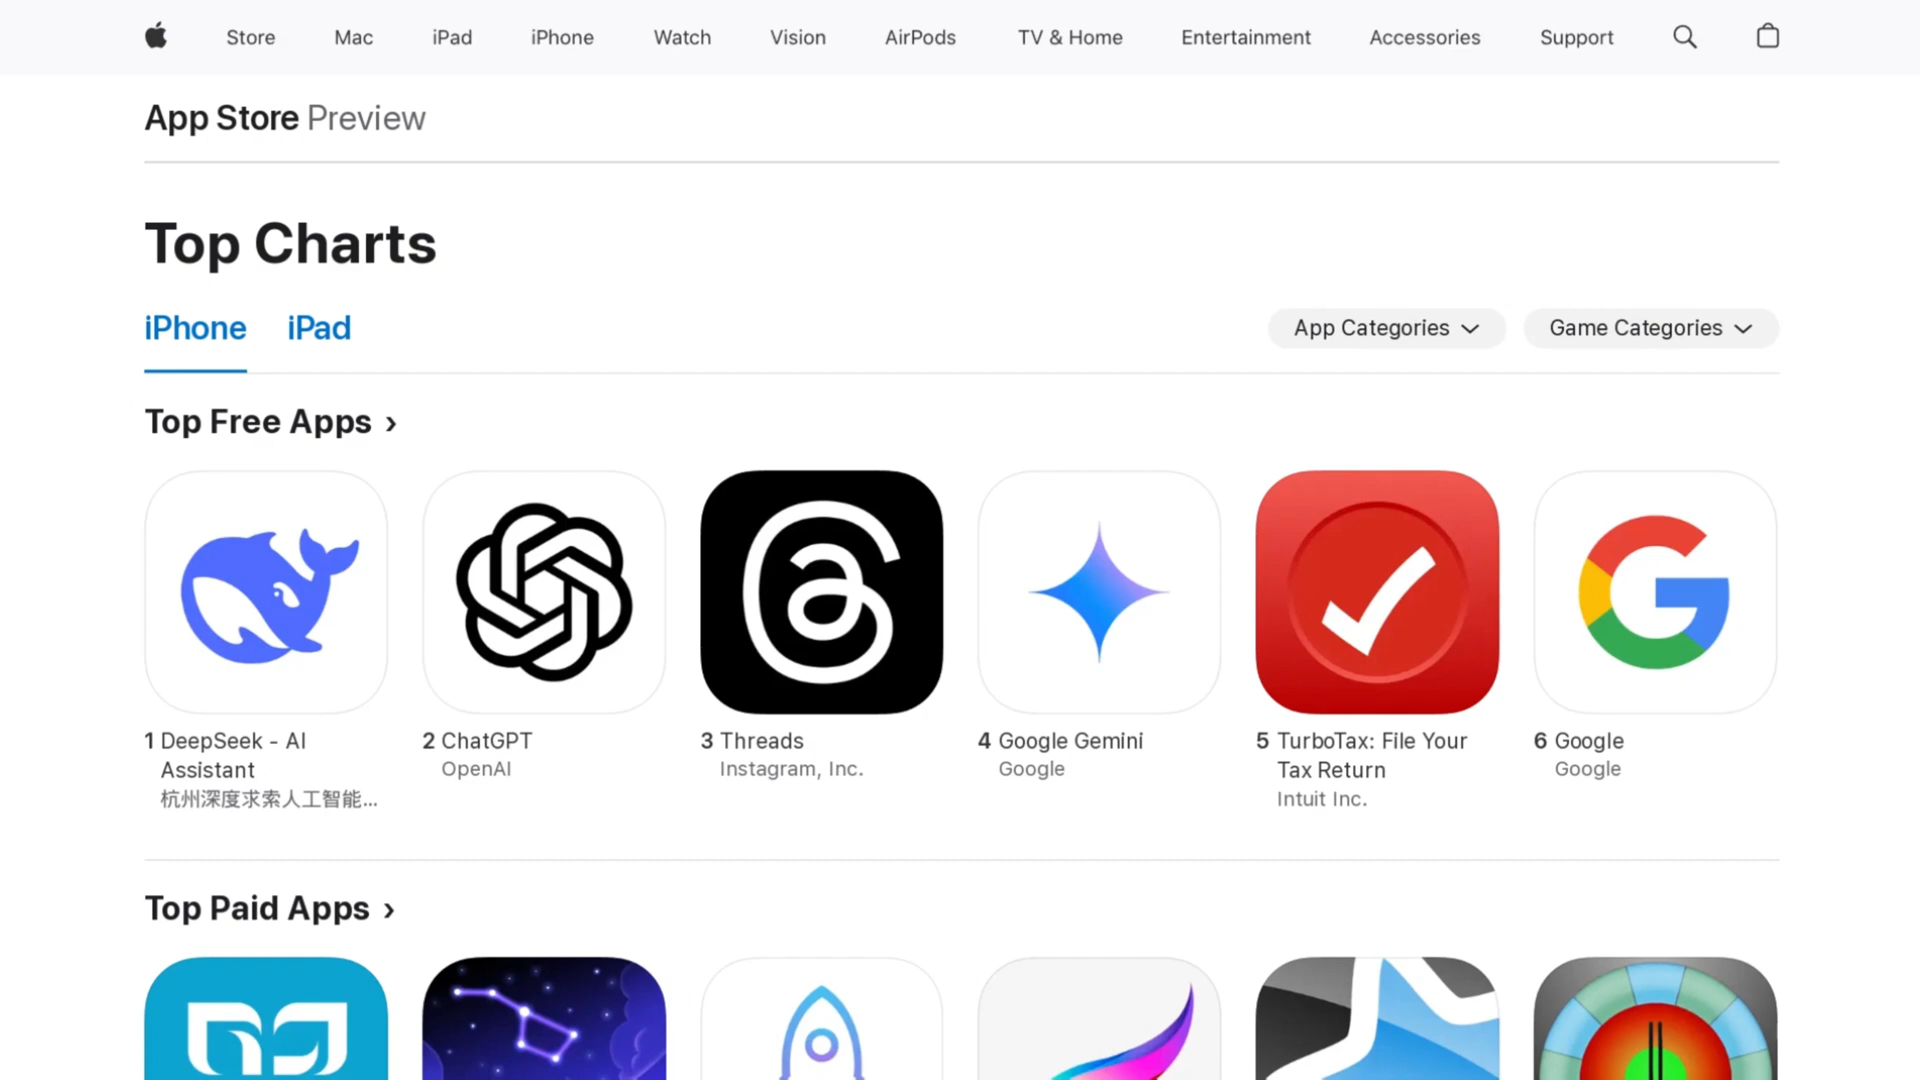 Store Mac iPad iPhone Watch Vision AirPods TV & Home Entertainment Accessories Support
App Store Preview
Top Charts
iPhone iPad App Categories Game Categories
Top Free Apps
1 DeepSeek - AI
Assistant
杭州深度求索人工智能...
2 ChatGPT
OpenAI
3 Threads
Instagram, Inc.
4 Google Gemini
Google
5 TurboTax: File Your
Tax Return
Intuit Inc.
6 Google
Google
Top Paid Apps